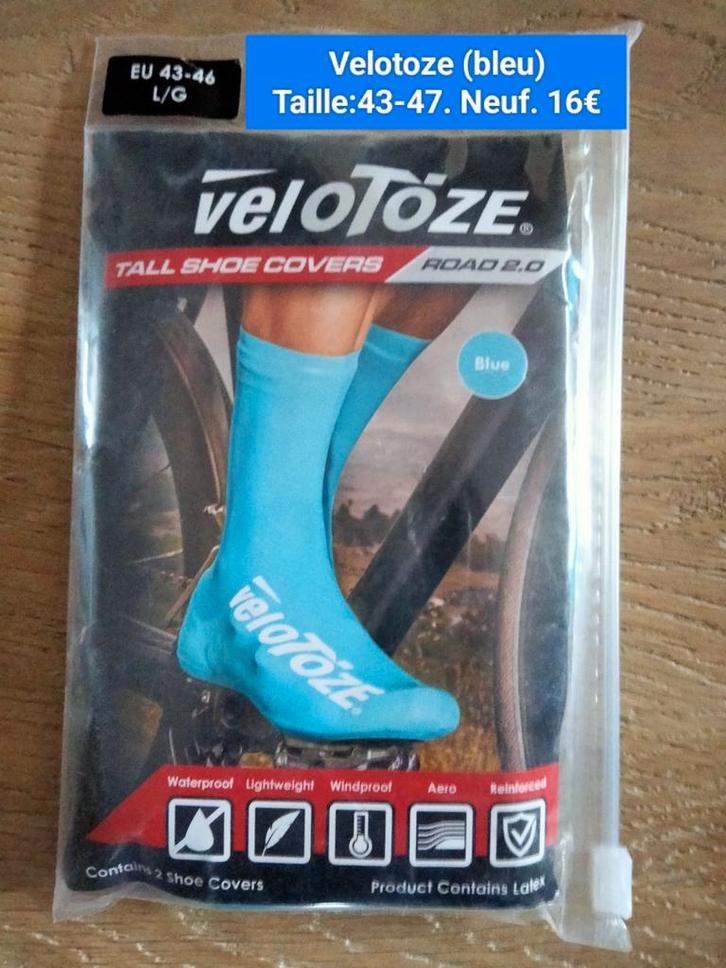 Velotoze (bleu)
Taille:43-47. Neuf. 16€
EU 43-46
L/G
veloToze®
TALL SHOE COVERS ROAD 2.0
Blue
veloToze®
Waterproof Lightweight Windproof Aero Reinforced
Contains 2 Shoe Covers
Product Contains Latex